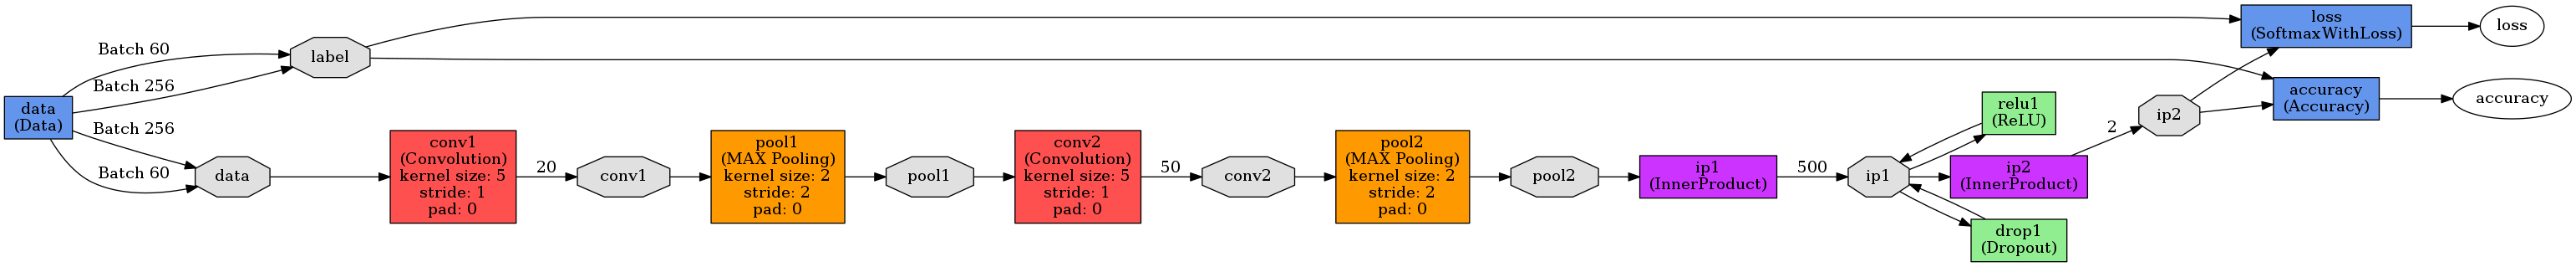 data
(Data)
Batch 60
Batch 256
Batch 256
Batch 60
label
data
conv1
(Convolution)
kernel size: 5
stride: 1
pad: 0
20
conv1
pool1
(MAX Pooling)
kernel size: 2
stride: 2
pad: 0
pool1
conv2
(Convolution)
kernel size: 5
stride: 1
pad: 0
50
conv2
pool2
(MAX Pooling)
kernel size: 2
stride: 2
pad: 0
pool2
ip1
(InnerProduct)
500
ip1
relu1
(ReLU)
ip2
(InnerProduct)
drop1
(Dropout)
2
ip2
loss
(SoftmaxWithLoss)
loss
accuracy
(Accuracy)
accuracy